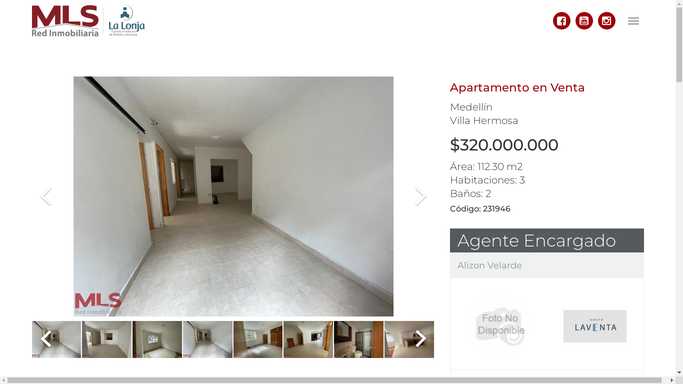 MLS
Red Inmobiliaria
La Lonja
Apartamento en Venta
Medellín
Villa Hermosa
$320.000.000
Área: 112.30 m2
Habitaciones: 3
Baños: 2
Código: 231946
Agente Encargado
Alizon Velarde
Foto No
Disponible
LAVENTA
MLS
Red Inmobiliaria